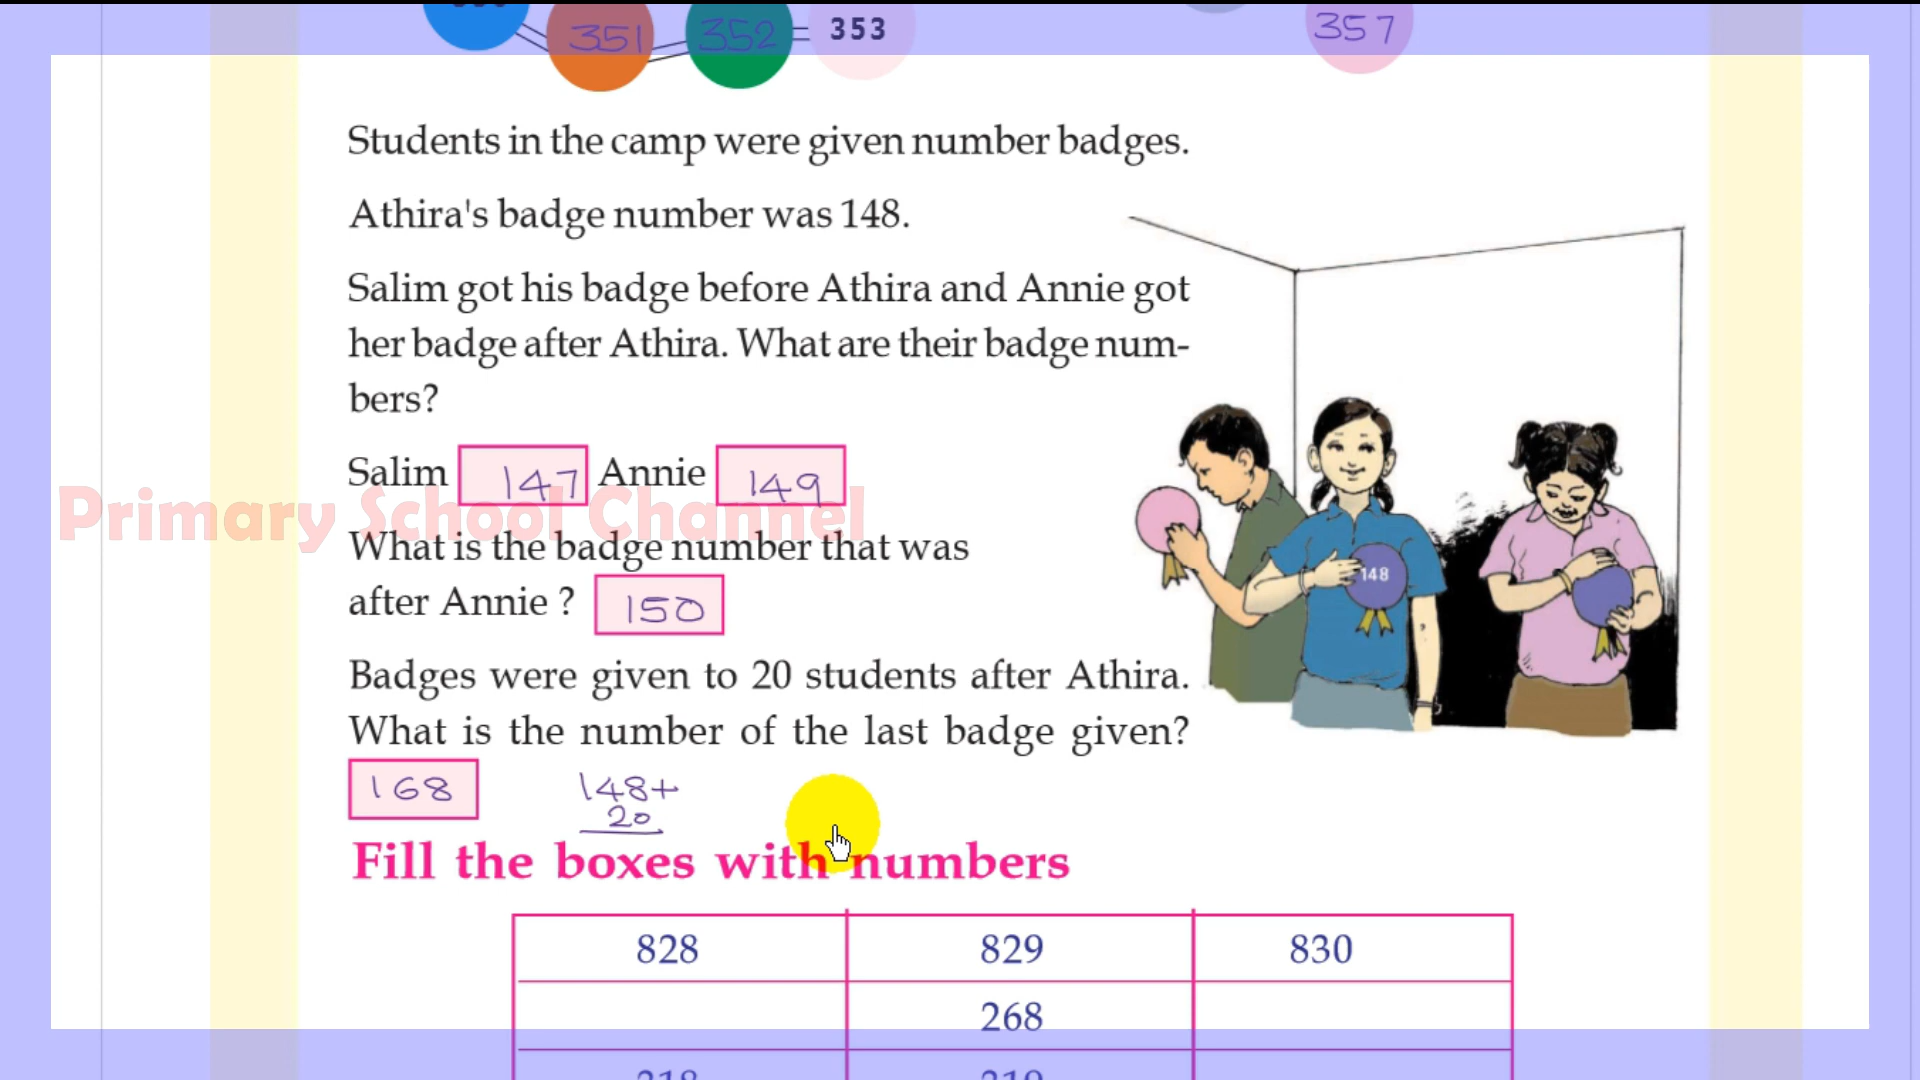 351 352 353 357
Students in the camp were given number badges.
Athira's badge number was 148.
Salim got his badge before Athira and Annie got
her badge after Athira. What are their badge num-
bers?
Salim 147 Annie 149
Primary School Channel
What is the badge number that was
after Annie ? 150
148
Badges were given to 20 students after Athira.
What is the number of the last badge given?
168 148+
20
Fill the boxes with numbers
828 829 830
268